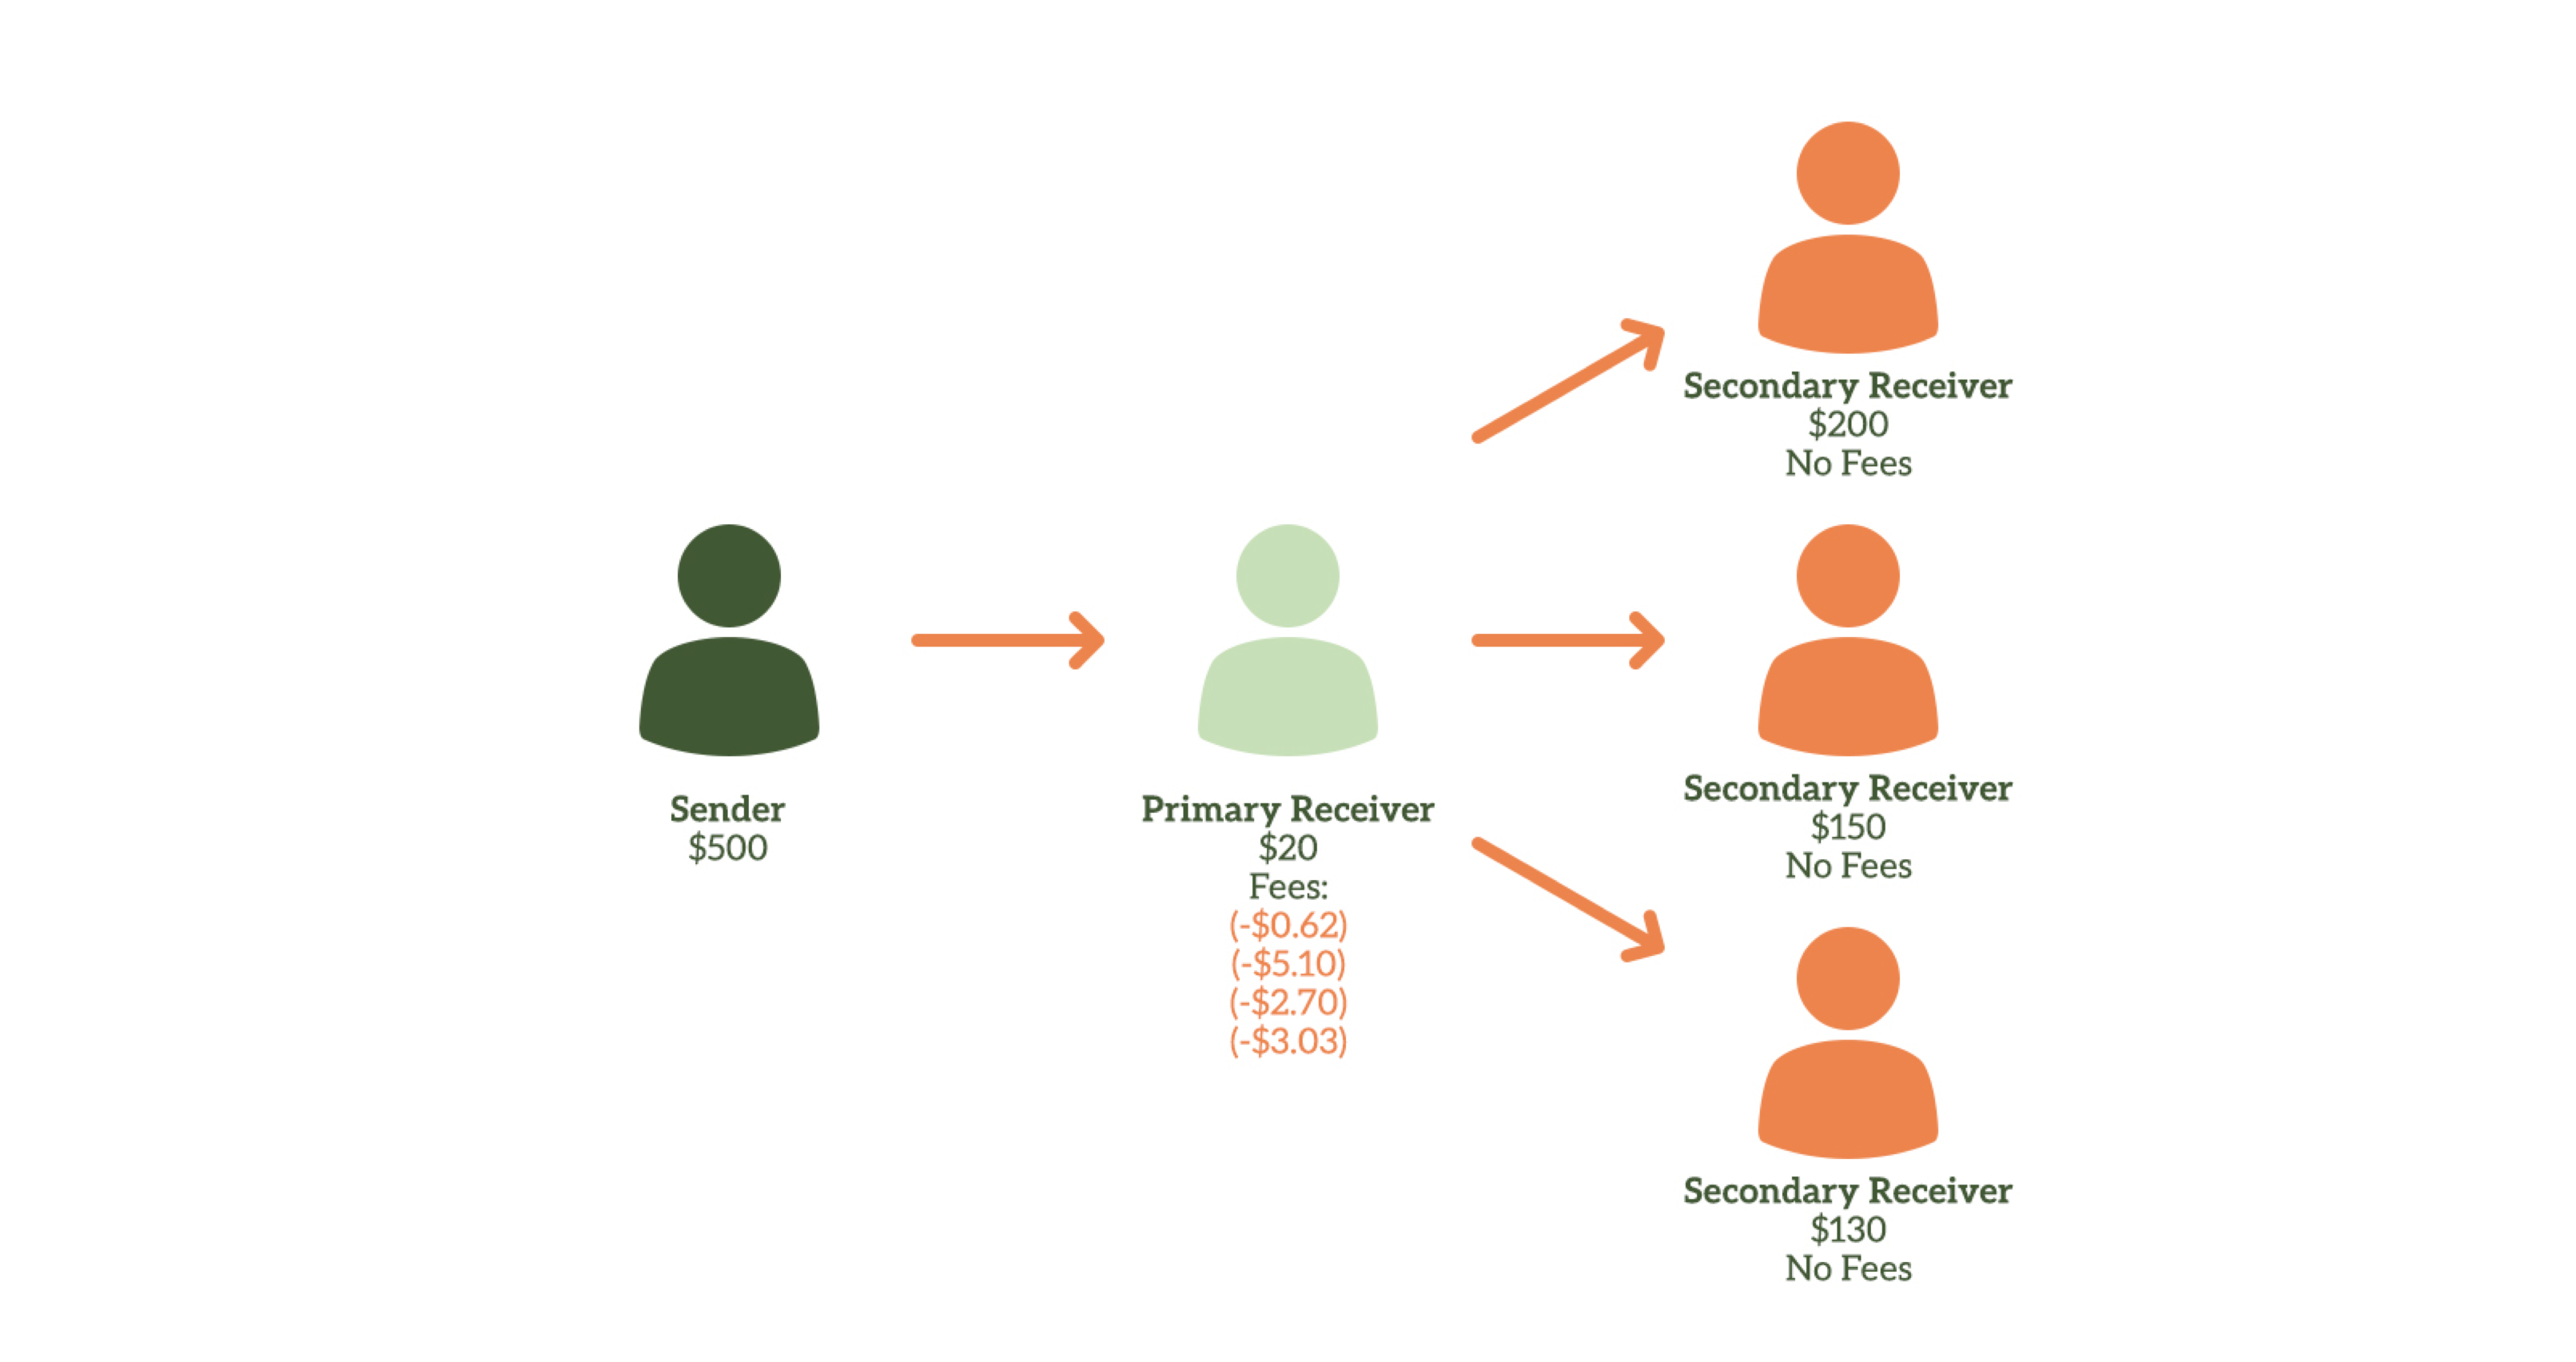 Sender
$500
Primary Receiver
$20
Fees:
(-$0.62)
(-$5.10)
(-$2.70)
(-$3.03)
Secondary Receiver
$200
No Fees
Secondary Receiver
$150
No Fees
Secondary Receiver
$130
No Fees